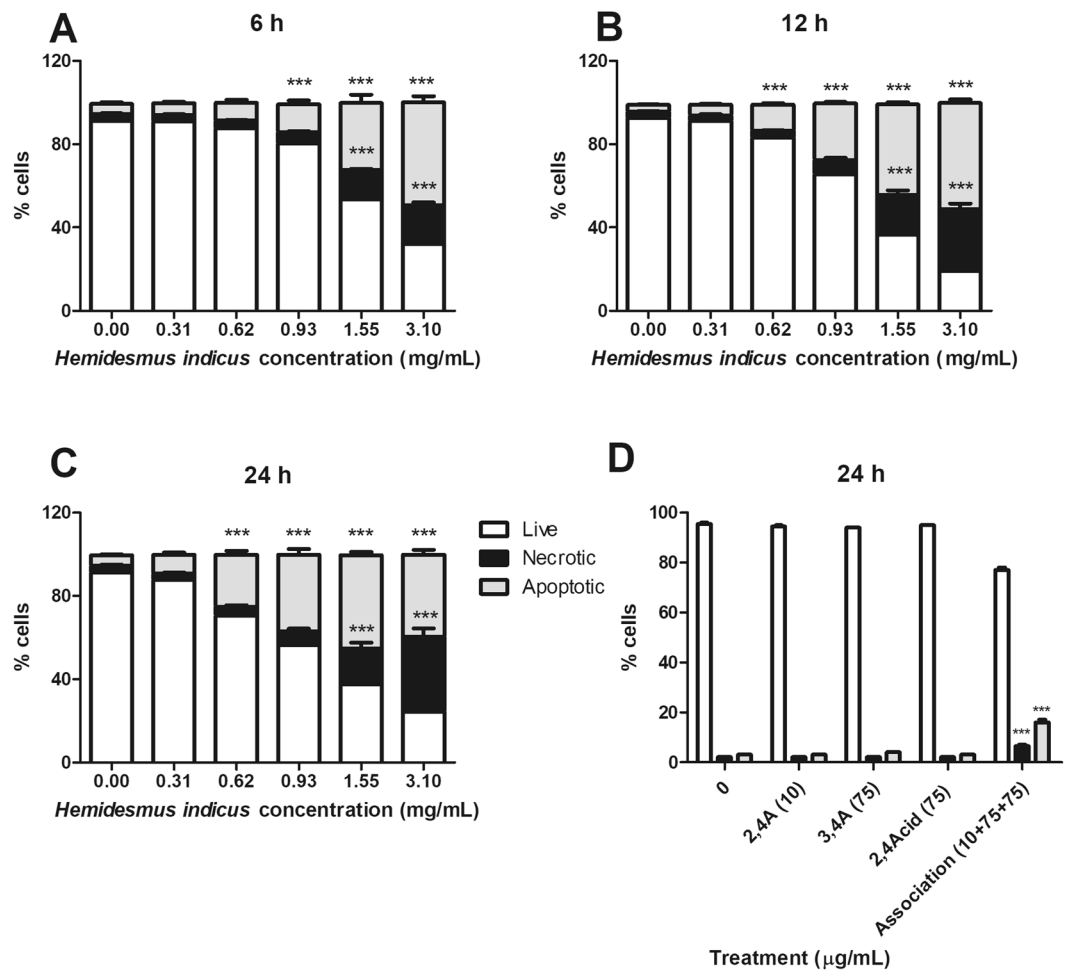 A
6 h
120
80
40
0
% cells
*** *** ***
***
***
0.00 0.31 0.62 0.93 1.55 3.10
Hemidesmus indicus concentration (mg/mL)
B
12 h
120
80
40
0
% cells
*** *** *** ***
***
***
0.00 0.31 0.62 0.93 1.55 3.10
Hemidesmus indicus concentration (mg/mL)
C
24 h
120
80
40
0
% cells
*** *** *** ***
***
***
0.00 0.31 0.62 0.93 1.55 3.10
Hemidesmus indicus concentration (mg/mL)
Live
Necrotic
Apoptotic
D
24 h
100
80
60
40
20
0
% cells
***
***
0
2,4A (10)
3,4A (75)
2,4Acid (75)
Association (10+75+75)
Treatment (μg/mL)